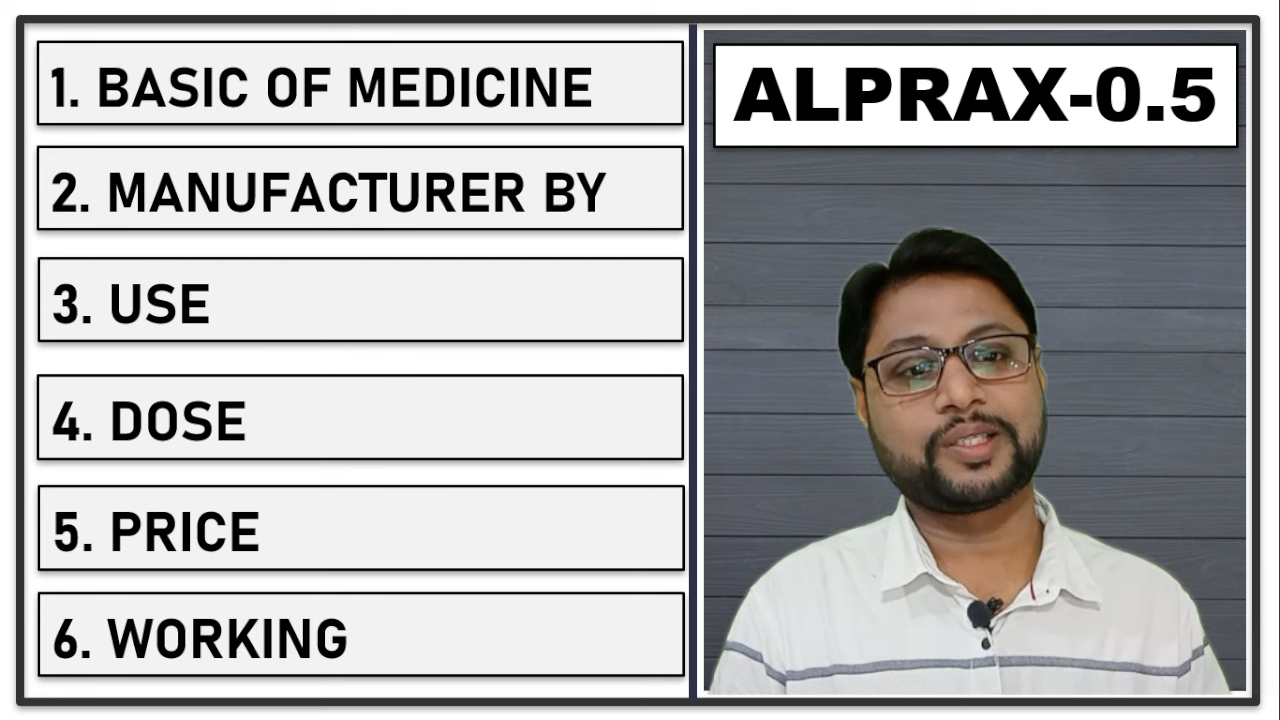 1. BASIC OF MEDICINE
2. MANUFACTURER BY
3. USE
4. DOSE
5. PRICE
6. WORKING
ALPRAX-0.5